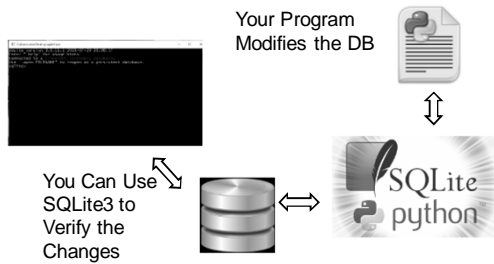 Your Program
Modifies the DB
SQLite
python
You Can Use
SQLite3 to
Verify the
Changes